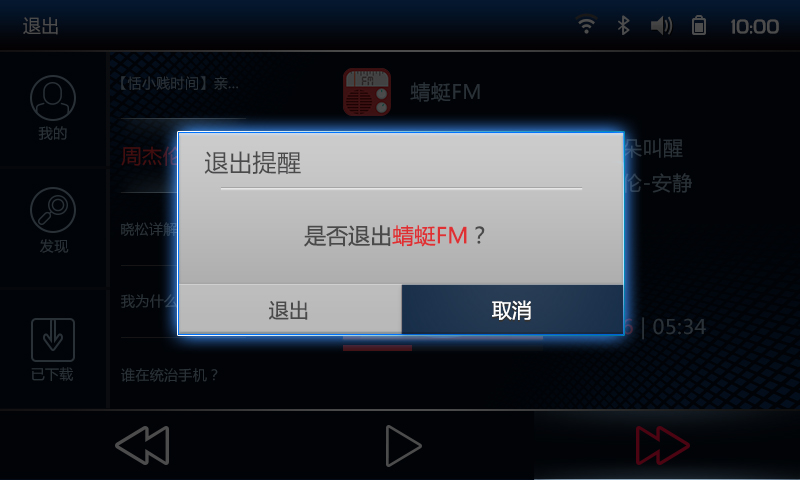 退出
10:00
我的
发现
已下载
【恬小贱时间】亲...
周杰伦
晓松详解
我为什么
谁在统治手机？
FM
蜻蜓FM
朵叫醒
伦-安静
| 05:34
退出提醒
是否退出蜻蜓FM？
退出
取消